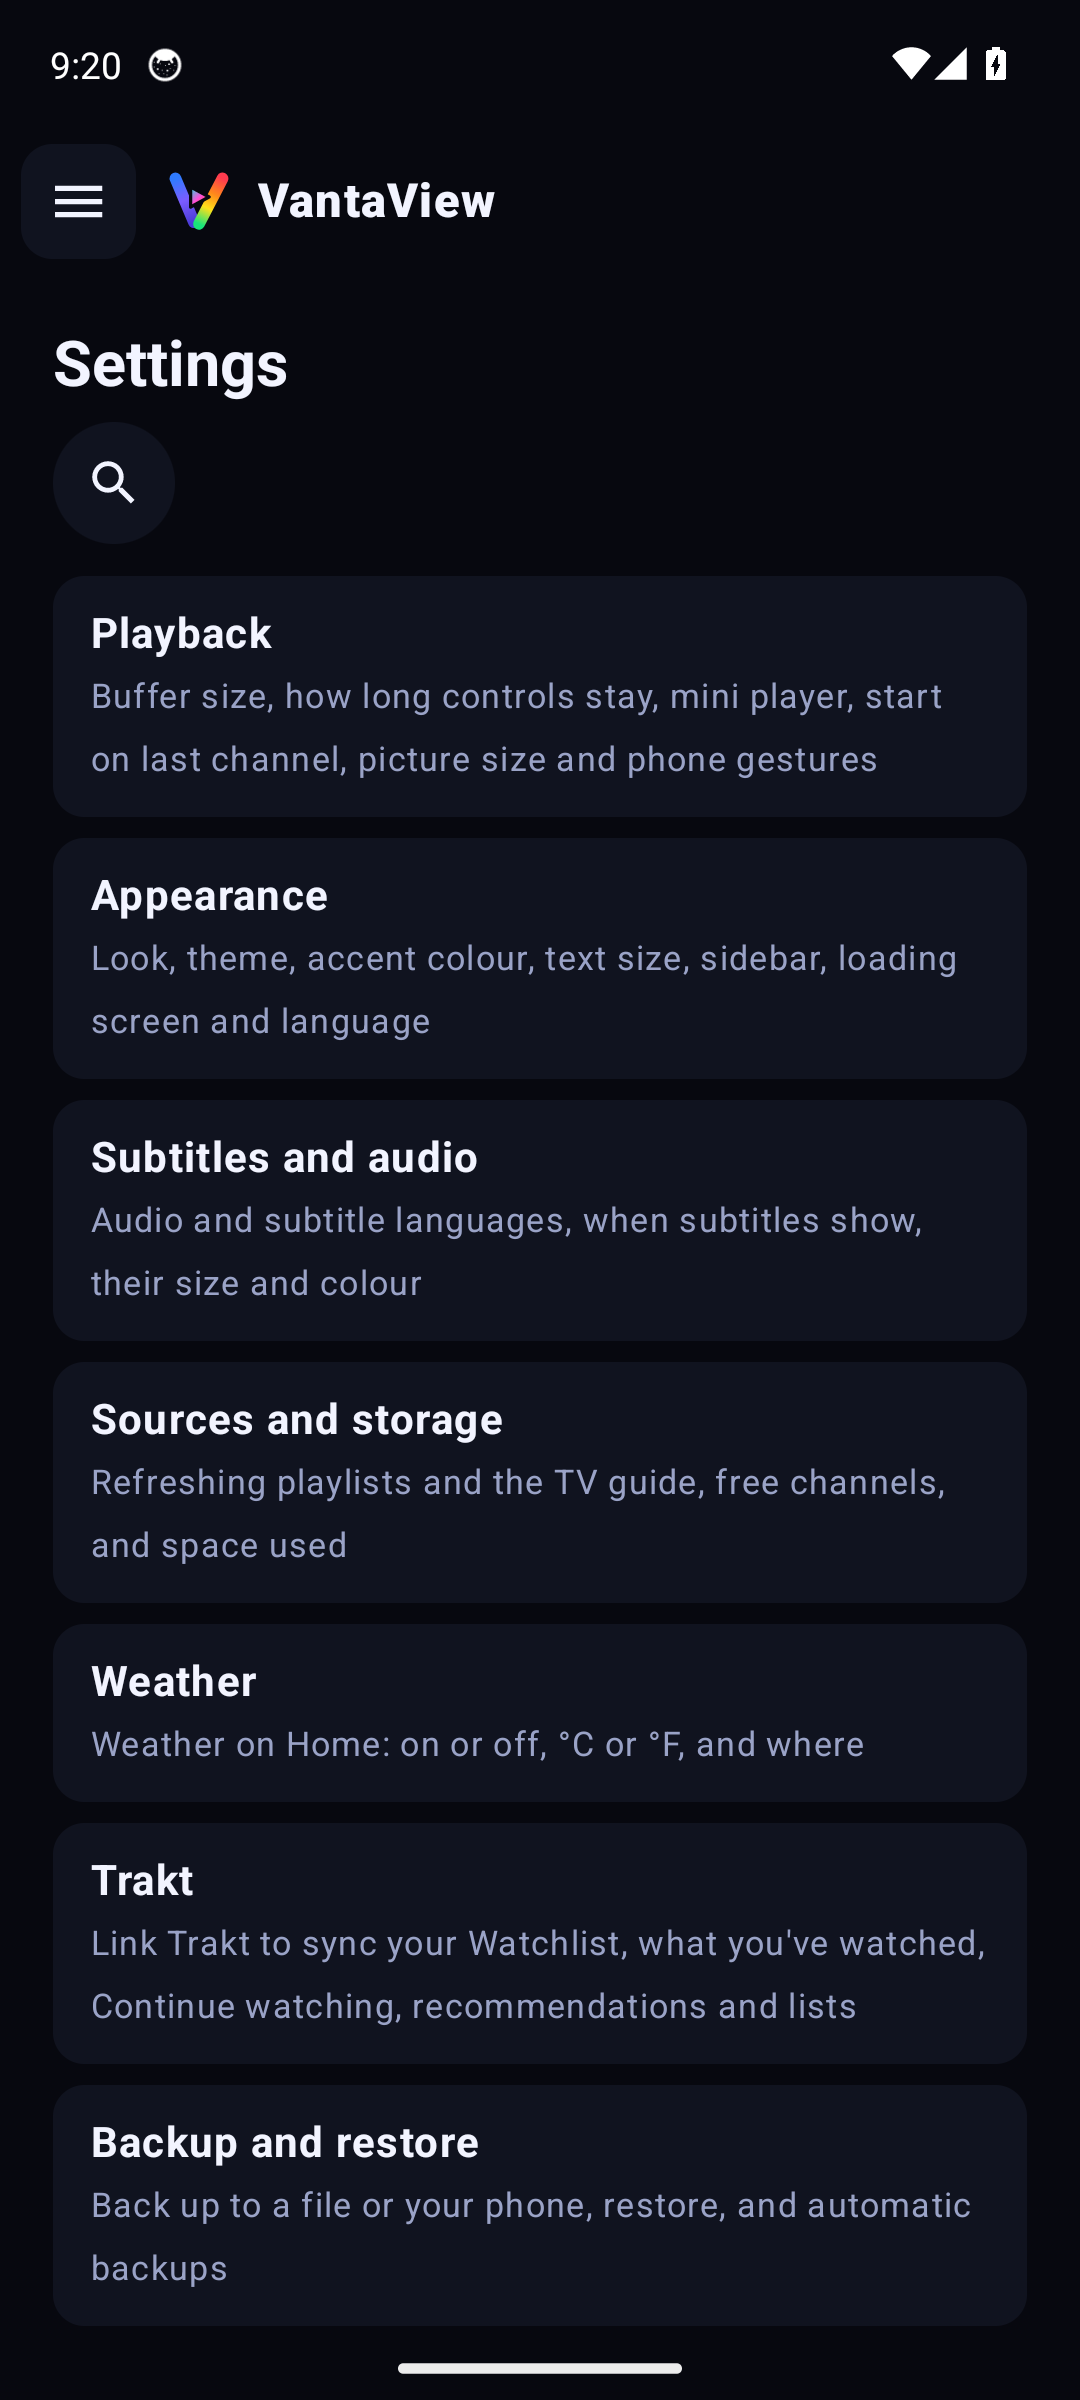 9:20
VantaView
Settings
Playback
Buffer size, how long controls stay, mini player, start
on last channel, picture size and phone gestures
Appearance
Look, theme, accent colour, text size, sidebar, loading
screen and language
Subtitles and audio
Audio and subtitle languages, when subtitles show,
their size and colour
Sources and storage
Refreshing playlists and the TV guide, free channels,
and space used
Weather
Weather on Home: on or off, °C or °F, and where
Trakt
Link Trakt to sync your Watchlist, what you've watched,
Continue watching, recommendations and lists
Backup and restore
Back up to a file or your phone, restore, and automatic
backups